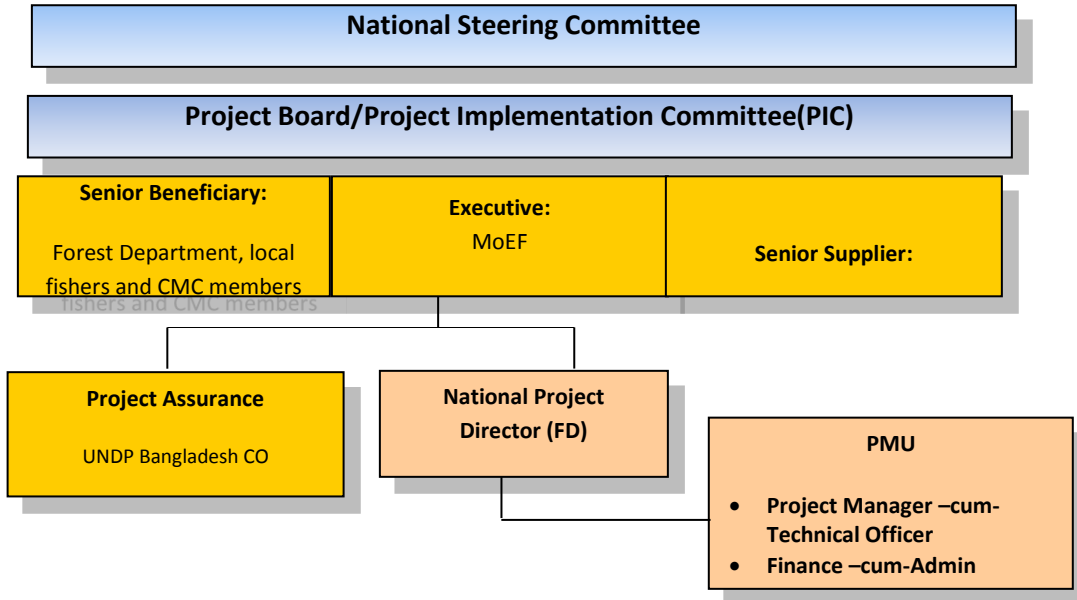 National Steering Committee
Project Board/Project Implementation Committee(PIC)
Senior Beneficiary:
Forest Department, local
fishers and CMC members
fishers and CMC members
Executive:
MoEF
Senior Supplier:
Project Assurance
UNDP Bangladesh CO
National Project
Director (FD)
PMU
• Project Manager –cum-
Technical Officer
• Finance –cum-Admin